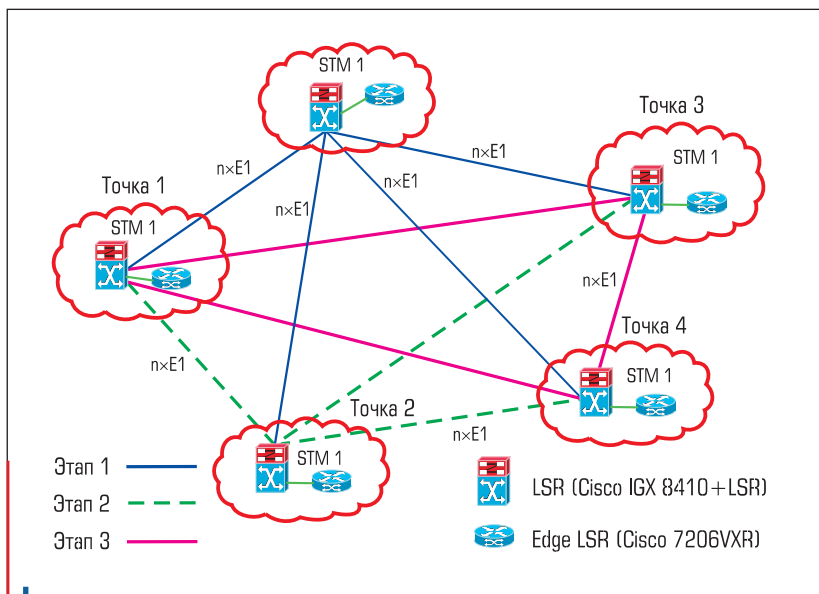 STM 1
Точка 3
n×E1
n×E1
STM 1
Точка 1
n×E1
n×E1
STM 1
n×E1
Точка 4
n×E1
STM 1
Точка 2
n×E1
STM 1
Этап 1
Этап 2
Этап 3
LSR (Cisco IGX 8410+LSR)
Edge LSR (Cisco 7206VXR)